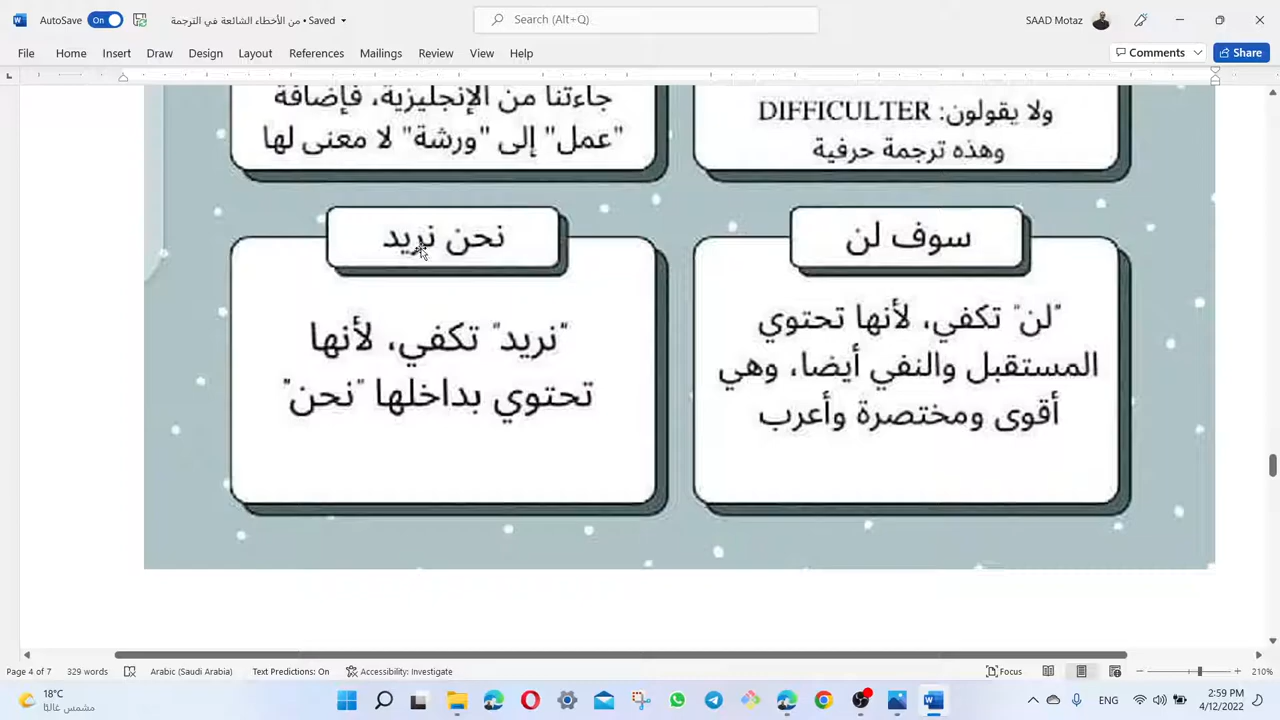 AutoSave On من الأخطاء الشائعة في الترجمة • Saved
Search (Alt+Q)
SAAD Motaz
File Home Insert Draw Design Layout References Mailings Review View Help
Comments Share
ولا يقولون: DIFFICULTER
وهذه ترجمة حرفية
جاءتنا من الإنجليزية، فإضافة
"عمل" إلى "ورشة" لا معنى لها
سوف لن
"لن" تكفي، لأنها تحتوي
المستقبل والنفي أيضا، وهي
أقوى ومختصرة وأعرب
نحن نريد
"نريد" تكفي، لأنها
تحتوي بداخلها "نحن"
Page 4 of 7 329 words Arabic (Saudi Arabia) Text Predictions: On Accessibility: Investigate Focus 210%
18°C
مشمس غالبًا
ENG
2:59 PM
4/12/2022